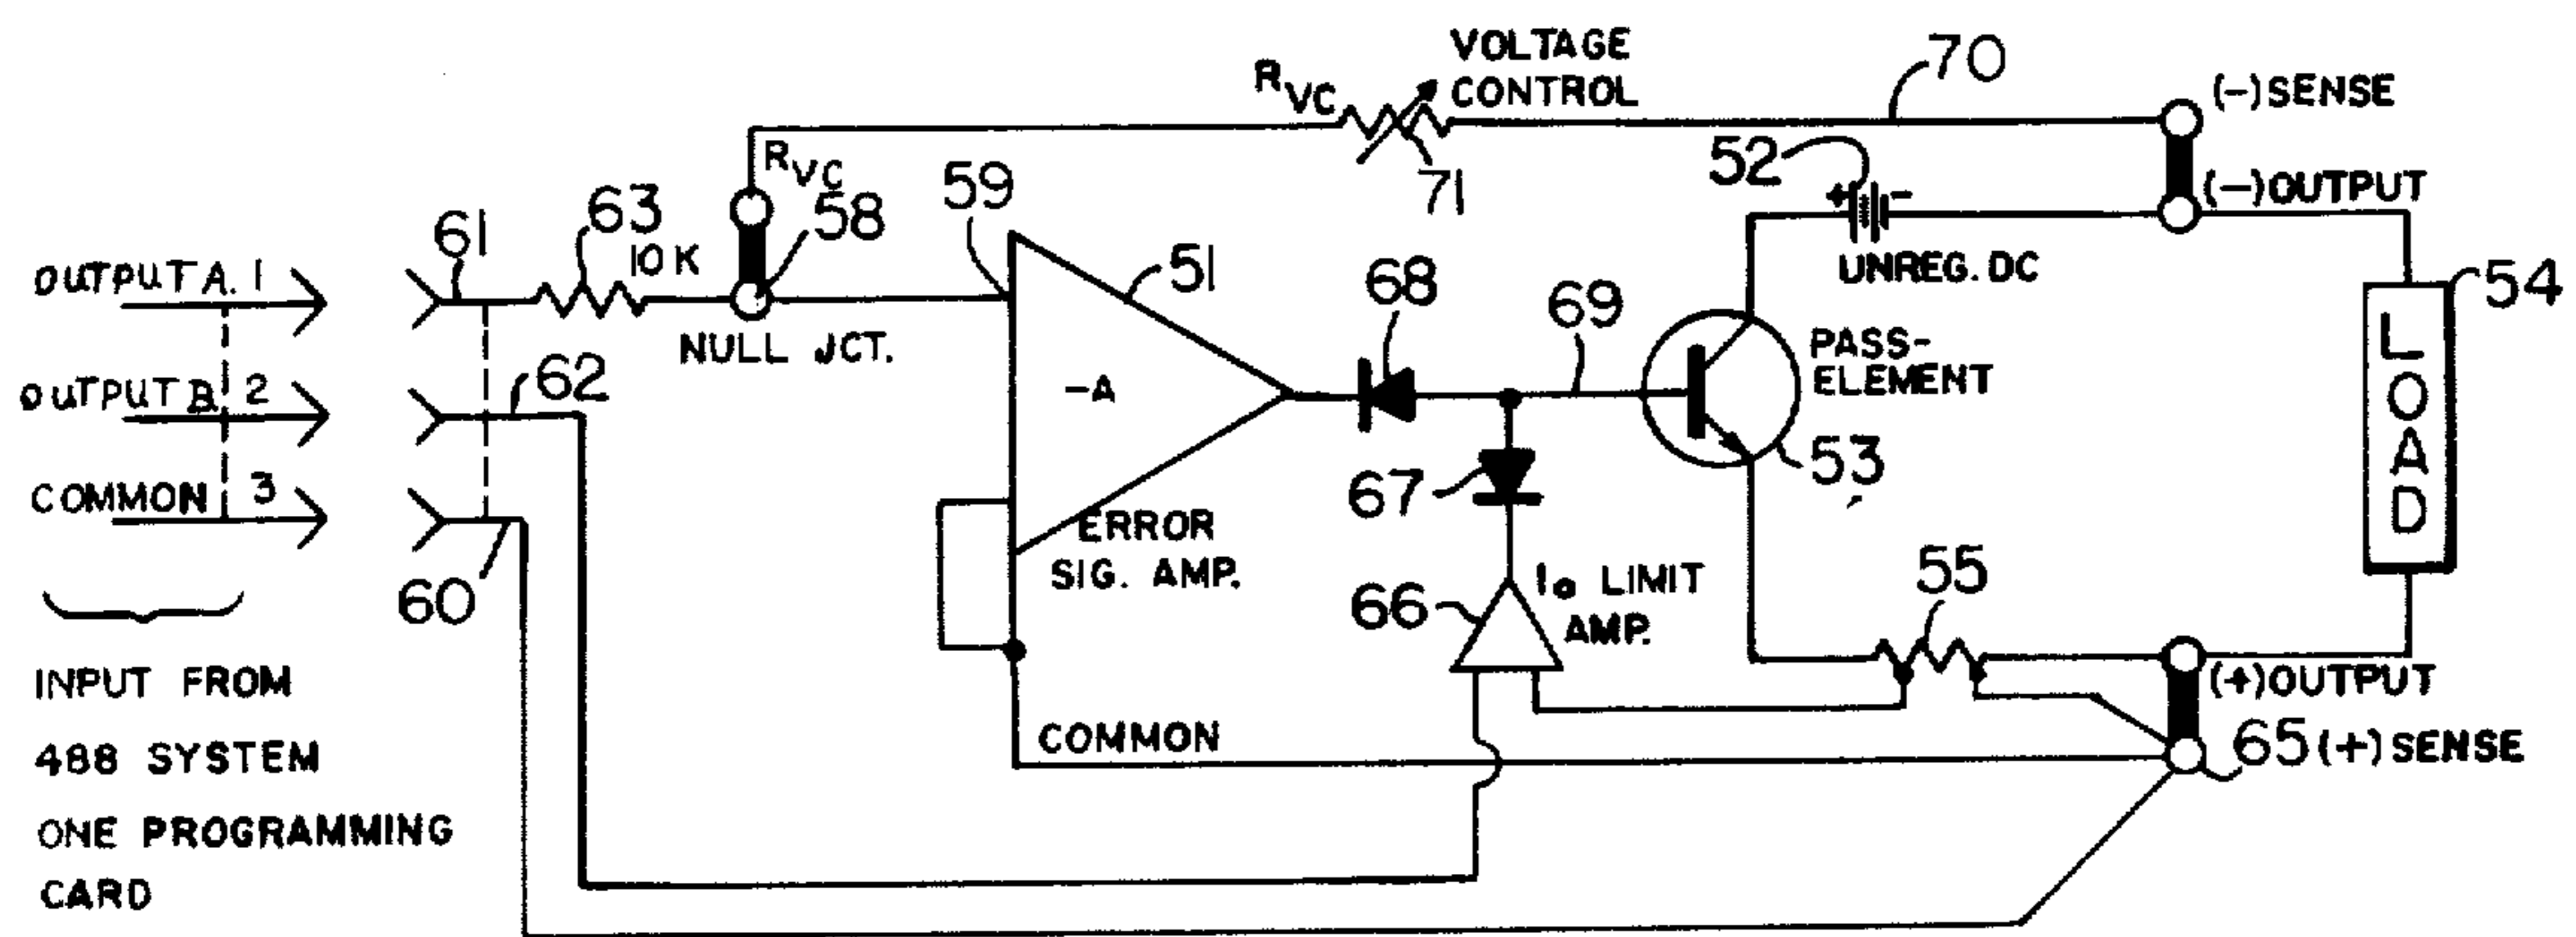 VOLTAGE
CONTROL
RVC
70
(-)SENSE
52
71
(-)OUTPUT
+ -
UNREG. DC
RVC
58
59
61
63
10 K
51
OUTPUT A. 1
NULL JCT.
68
69
PASS-
ELEMENT
54
LOAD
OUTPUT B 2
62
-A
53
67
COMMON 3
60
ERROR
SIG. AMP.
66
Io LIMIT
AMP.
55
INPUT FROM
488 SYSTEM
ONE PROGRAMMING
CARD
(+)OUTPUT
COMMON
65 (+)SENSE